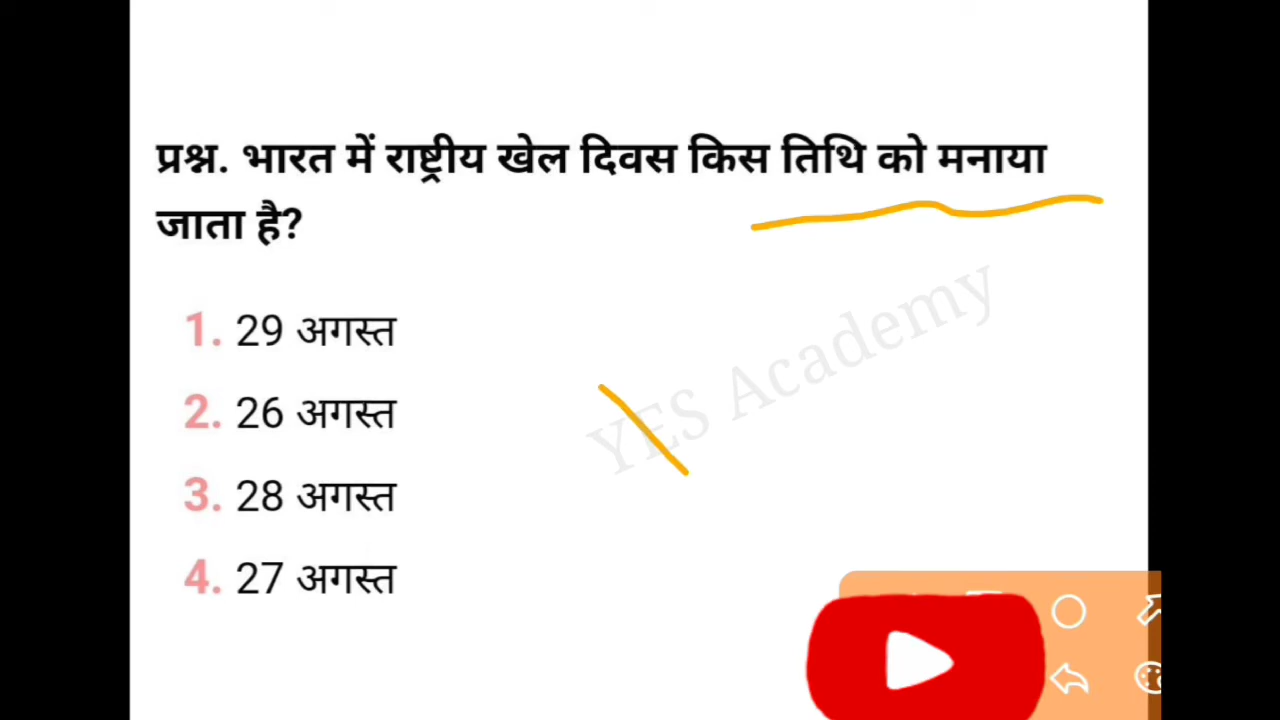 प्रश्न. भारत में राष्ट्रीय खेल दिवस किस तिथि को मनाया
जाता है?
1. 29 अगस्त
2. 26 अगस्त
3. 28 अगस्त
4. 27 अगस्त
YES Academy